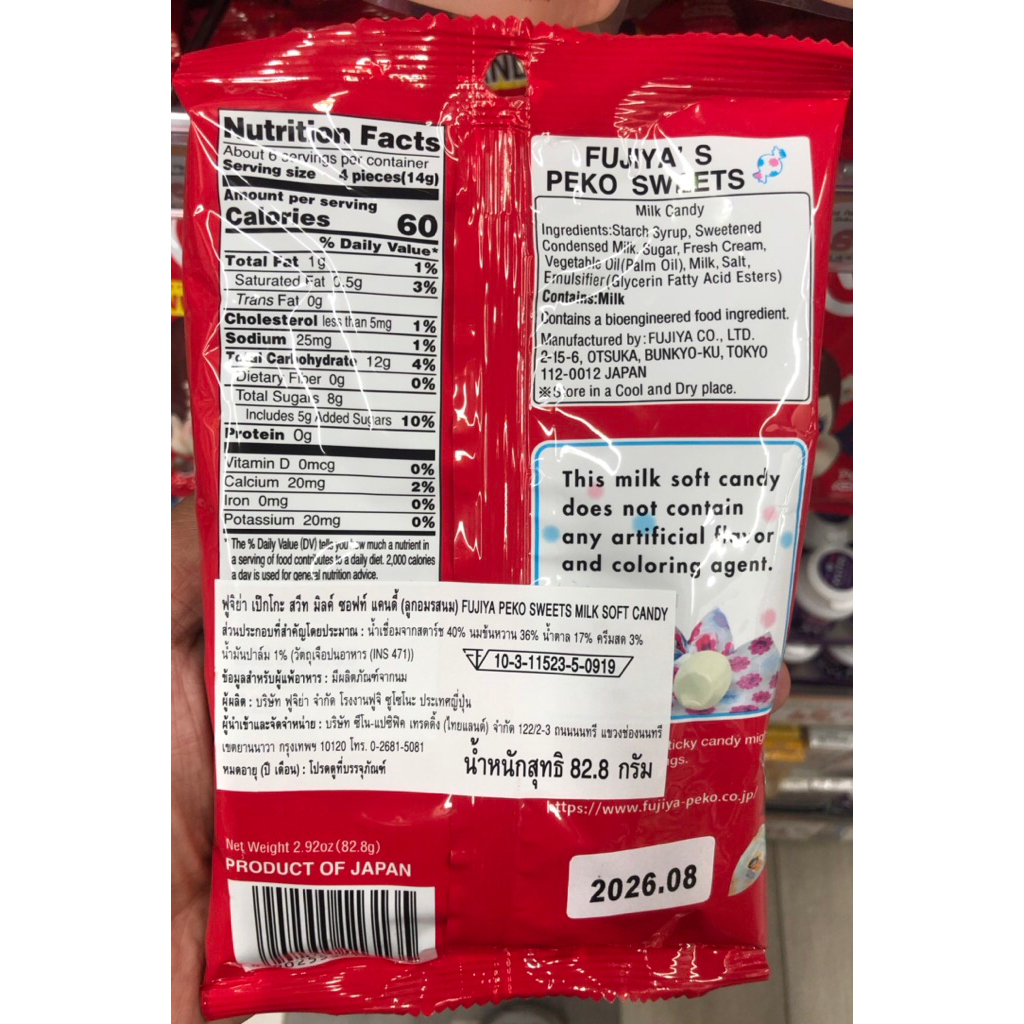 Nutrition Facts
About 6 servings per container
Serving size 4 pieces(14g)
Amount per serving
Calories 60
% Daily Value*
Total Fat 1g 1%
Saturated Fat 0.5g 3%
Trans Fat 0g
Cholesterol less than 5mg 1%
Sodium 25mg 1%
Total Carbohydrate 12g 4%
Dietary Fiber 0g 0%
Total Sugars 8g
Includes 5g Added Sugars 10%
Protein 0g
Vitamin D 0mcg 0%
Calcium 20mg 2%
Iron 0mg 0%
Potassium 20mg 0%
* The % Daily Value (DV) tells you how much a nutrient in
a serving of food contributes to a daily diet. 2,000 calories
a day is used for general nutrition advice.
FUJIYA'S
PEKO SWEETS
Milk Candy
Ingredients:Starch Syrup, Sweetened
Condensed Milk, Sugar, Fresh Cream,
Vegetable Oil(Palm Oil), Milk, Salt,
Emulsifier(Glycerin Fatty Acid Esters)
Contains:Milk
Contains a bioengineered food ingredient.
Manufactured by:FUJIYA CO., LTD.
2-15-6, OTSUKA, BUNKYO-KU, TOKYO
112-0012 JAPAN
※Store in a Cool and Dry place.
This milk soft candy
does not contain
any artificial flavor
and coloring agent.
ฟูจิย่า เป๊กโกะ สวีท มิลค์ ซอฟท์ แคนดี้ (ลูกอมรสนม) FUJIYA PEKO SWEETS MILK SOFT CANDY
ส่วนประกอบที่สำคัญโดยประมาณ : น้ำเชื่อมจากสตาร์ช 40% นมข้นหวาน 36% น้ำตาล 17% ครีมสด 3%
น้ำมันปาล์ม 1% (วัตถุเจือปนอาหาร (INS 471))
10-3-11523-5-0919
ข้อมูลสำหรับผู้แพ้อาหาร : มีผลิตภัณฑ์จากนม
ผู้ผลิต : บริษัท ฟูจิย่า จำกัด โรงงานฟูจิ ซูโซโนะ ประเทศญี่ปุ่น
ผู้นำเข้าและจัดจำหน่าย : บริษัท ซีโน-แปซิฟิค เทรดดิ้ง (ไทยแลนด์) จำกัด 122/2-3 ถนนนนทรี แขวงช่องนนทรี
เขตยานนาวา กรุงเทพฯ 10120 โทร. 0-2681-5081
หมดอายุ (ปี เดือน) : โปรดดูที่บรรจุภัณฑ์
น้ำหนักสุทธิ 82.8 กรัม
candy
https://www.fujiya-peko.co.jp/
Net Weight 2.92oz (82.8g)
PRODUCT OF JAPAN
2026.08